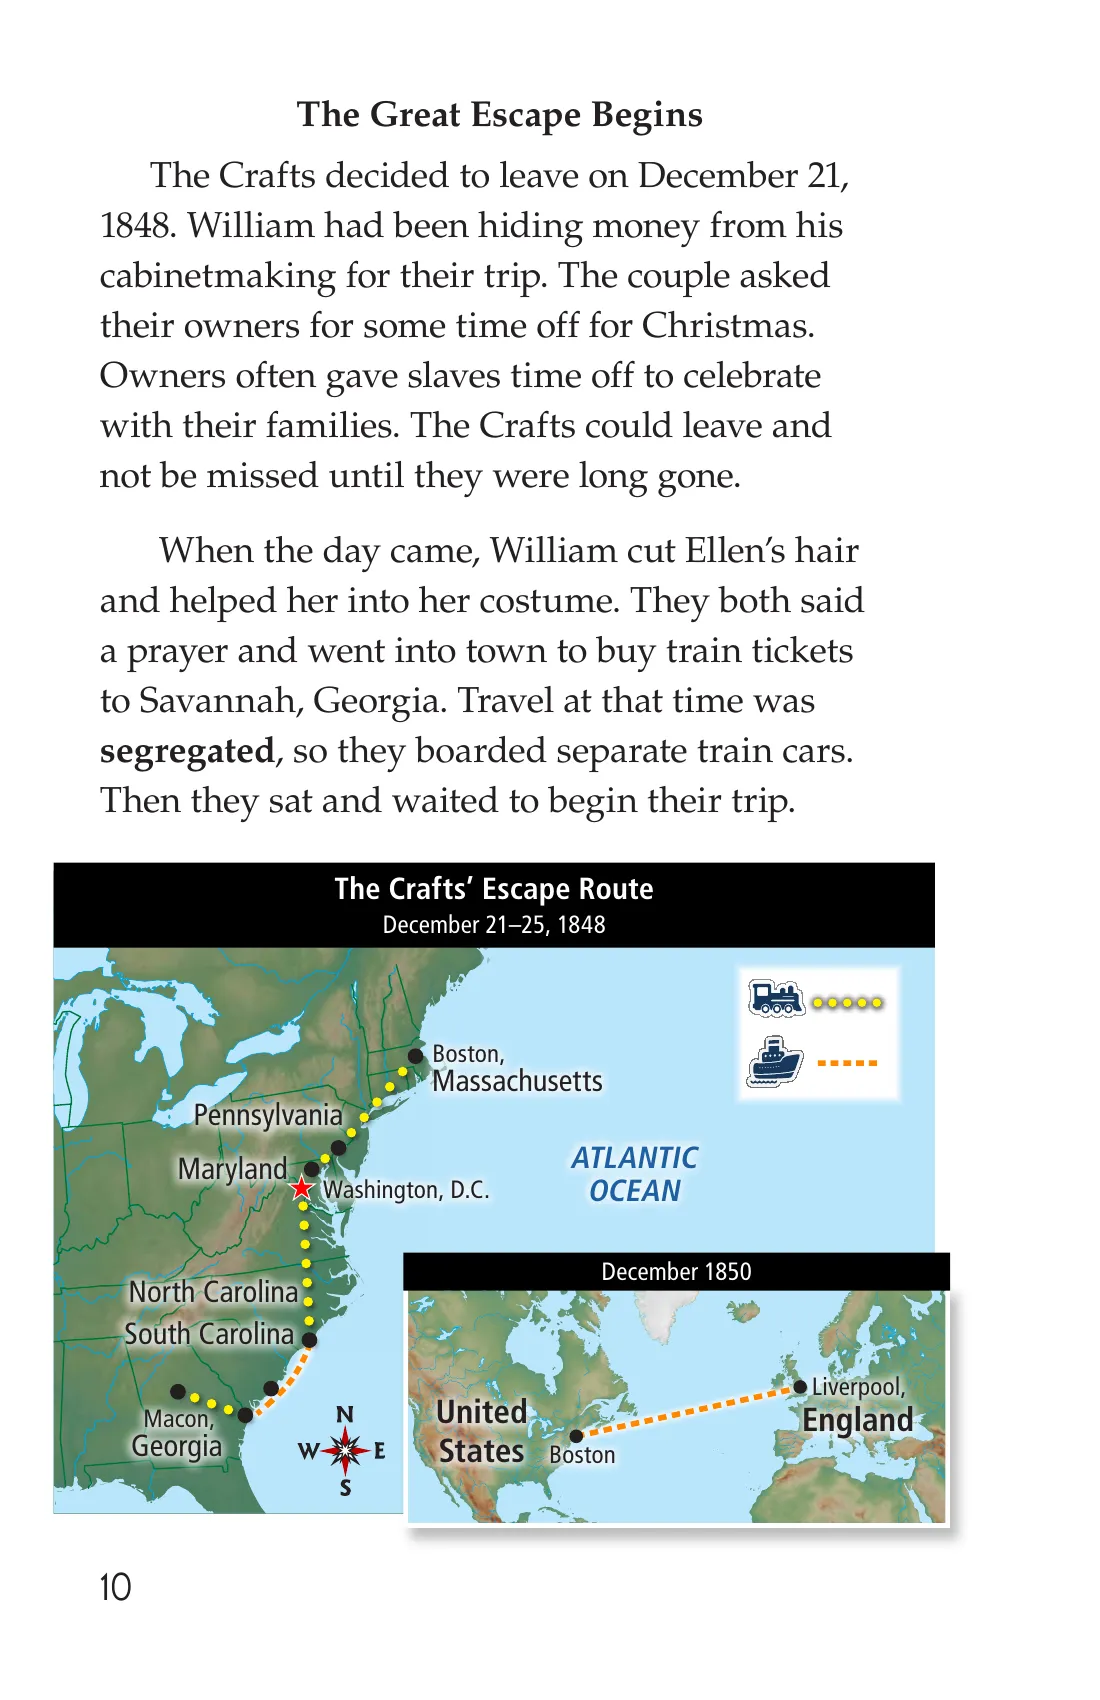 The Great Escape Begins
The Crafts decided to leave on December 21,
1848. William had been hiding money from his
cabinetmaking for their trip. The couple asked
their owners for some time off for Christmas.
Owners often gave slaves time off to celebrate
with their families. The Crafts could leave and
not be missed until they were long gone.
When the day came, William cut Ellen’s hair
and helped her into her costume. They both said
a prayer and went into town to buy train tickets
to Savannah, Georgia. Travel at that time was
segregated, so they boarded separate train cars.
Then they sat and waited to begin their trip.
The Crafts’ Escape Route
December 21–25, 1848
Boston,
Massachusetts
Pennsylvania
Maryland
Washington, D.C.
ATLANTIC
OCEAN
North Carolina
South Carolina
Macon,
Georgia
N
W E
S
December 1850
United
States
Boston
Liverpool,
England
10